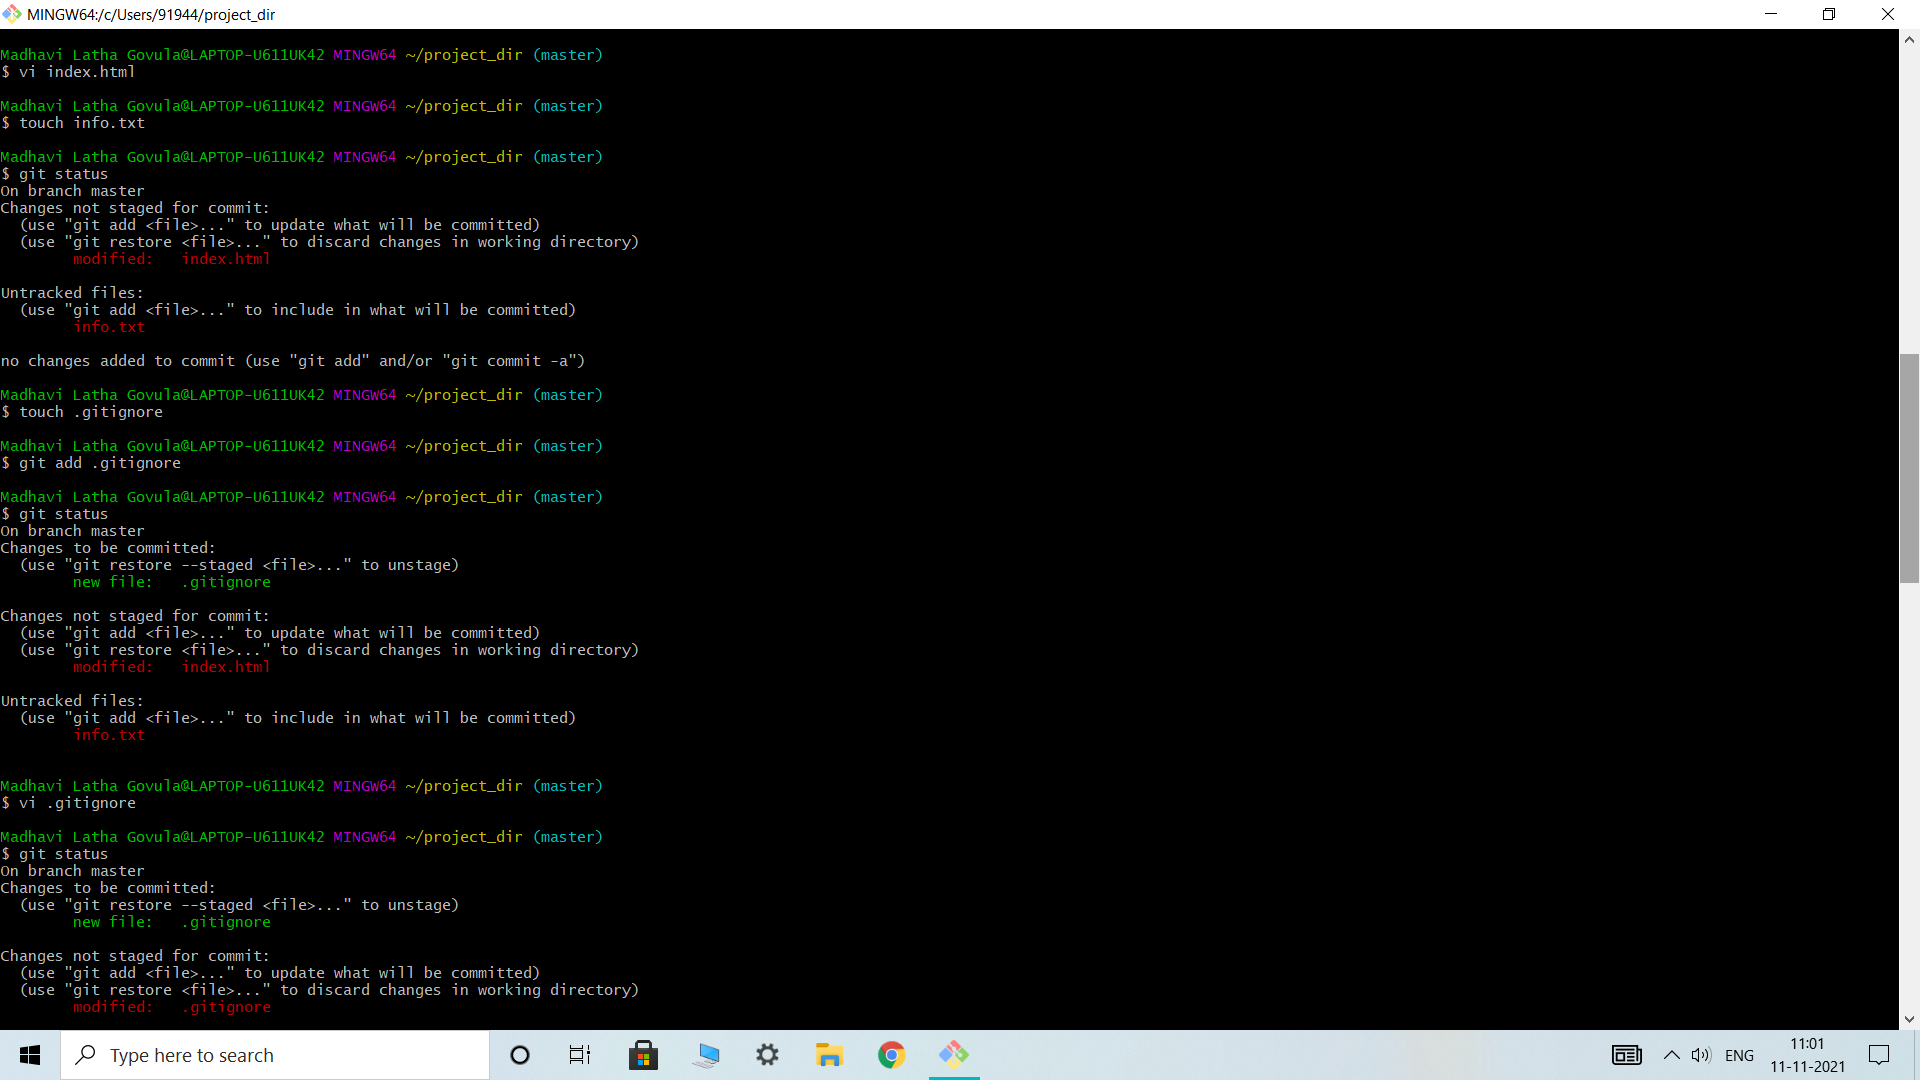 MINGW64:/c/Users/91944/project_dir
Madhavi Latha Govula@LAPTOP-U611UK42 MINGW64 ~/project_dir (master)
$ vi index.html
Madhavi Latha Govula@LAPTOP-U611UK42 MINGW64 ~/project_dir (master)
$ touch info.txt
Madhavi Latha Govula@LAPTOP-U611UK42 MINGW64 ~/project_dir (master)
$ git status
On branch master
Changes not staged for commit:
  (use "git add <file>..." to update what will be committed)
  (use "git restore <file>..." to discard changes in working directory)
        modified:   index.html
Untracked files:
  (use "git add <file>..." to include in what will be committed)
        info.txt
no changes added to commit (use "git add" and/or "git commit -a")
Madhavi Latha Govula@LAPTOP-U611UK42 MINGW64 ~/project_dir (master)
$ touch .gitignore
Madhavi Latha Govula@LAPTOP-U611UK42 MINGW64 ~/project_dir (master)
$ git add .gitignore
Madhavi Latha Govula@LAPTOP-U611UK42 MINGW64 ~/project_dir (master)
$ git status
On branch master
Changes to be committed:
  (use "git restore --staged <file>..." to unstage)
        new file:   .gitignore
Changes not staged for commit:
  (use "git add <file>..." to update what will be committed)
  (use "git restore <file>..." to discard changes in working directory)
        modified:   index.html
Untracked files:
  (use "git add <file>..." to include in what will be committed)
        info.txt
Madhavi Latha Govula@LAPTOP-U611UK42 MINGW64 ~/project_dir (master)
$ vi .gitignore
Madhavi Latha Govula@LAPTOP-U611UK42 MINGW64 ~/project_dir (master)
$ git status
On branch master
Changes to be committed:
  (use "git restore --staged <file>..." to unstage)
        new file:   .gitignore
Changes not staged for commit:
  (use "git add <file>..." to update what will be committed)
  (use "git restore <file>..." to discard changes in working directory)
        modified:   .gitignore
Type here to search
ENG
11:01
11-11-2021